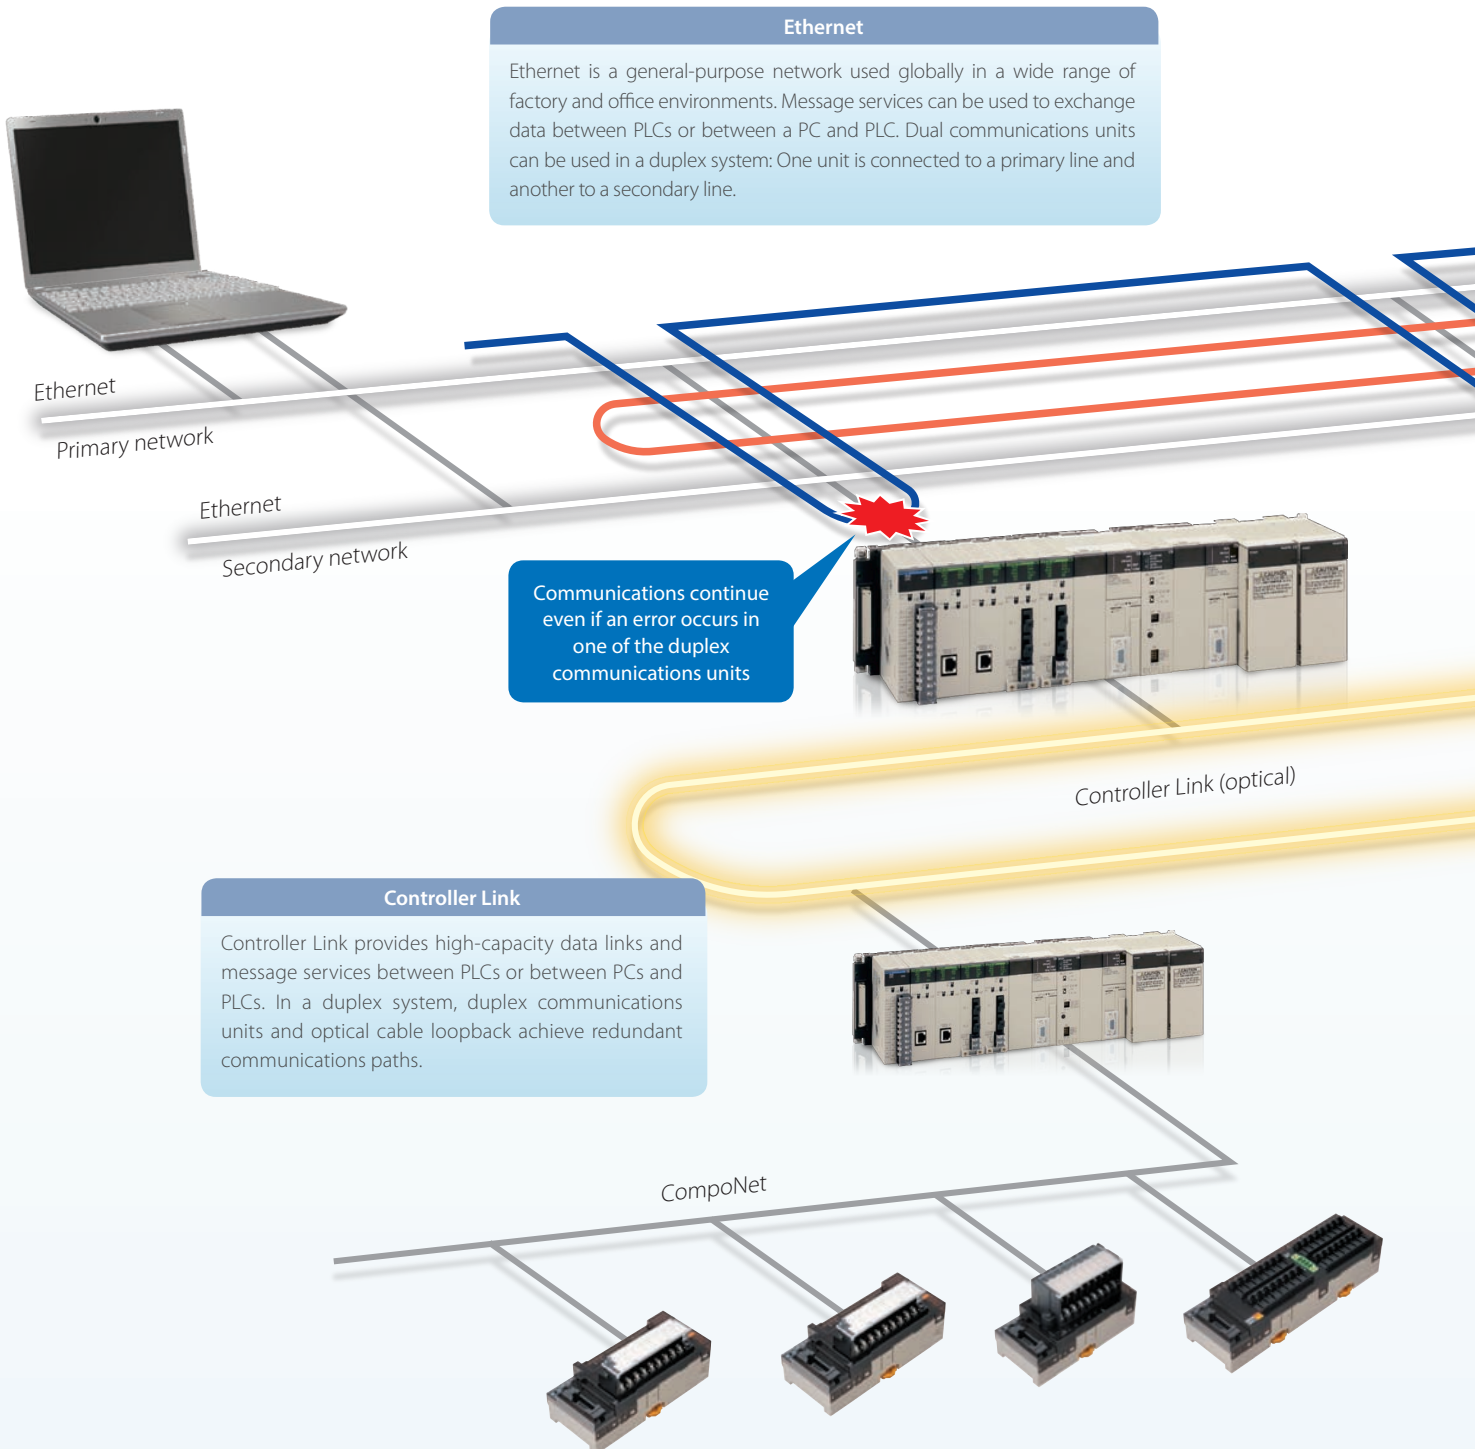 Ethernet
Ethernet is a general-purpose network used globally in a wide range of
factory and office environments. Message services can be used to exchange
data between PLCs or between a PC and PLC. Dual communications units
can be used in a duplex system: One unit is connected to a primary line and
another to a secondary line.
Ethernet
Primary network
Ethernet
Secondary network
Communications continue
even if an error occurs in
one of the duplex
communications units
Controller Link (optical)
Controller Link
Controller Link provides high-capacity data links and
message services between PLCs or between PCs and
PLCs. In a duplex system, duplex communications
units and optical cable loopback achieve redundant
communications paths.
CompoNet